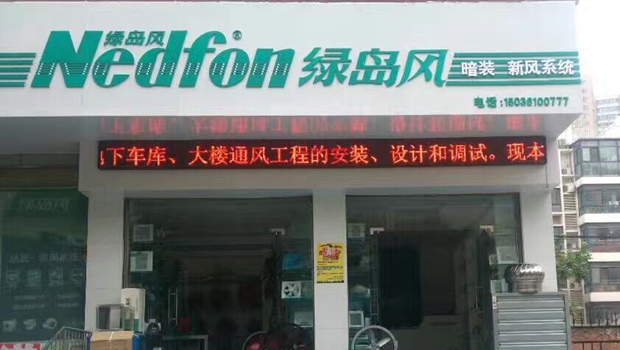 绿岛风
Nedfon® 绿岛风 暗装 新风系统
电话:15036100777
下车库、大楼通风工程的安装、设计和调试。现本